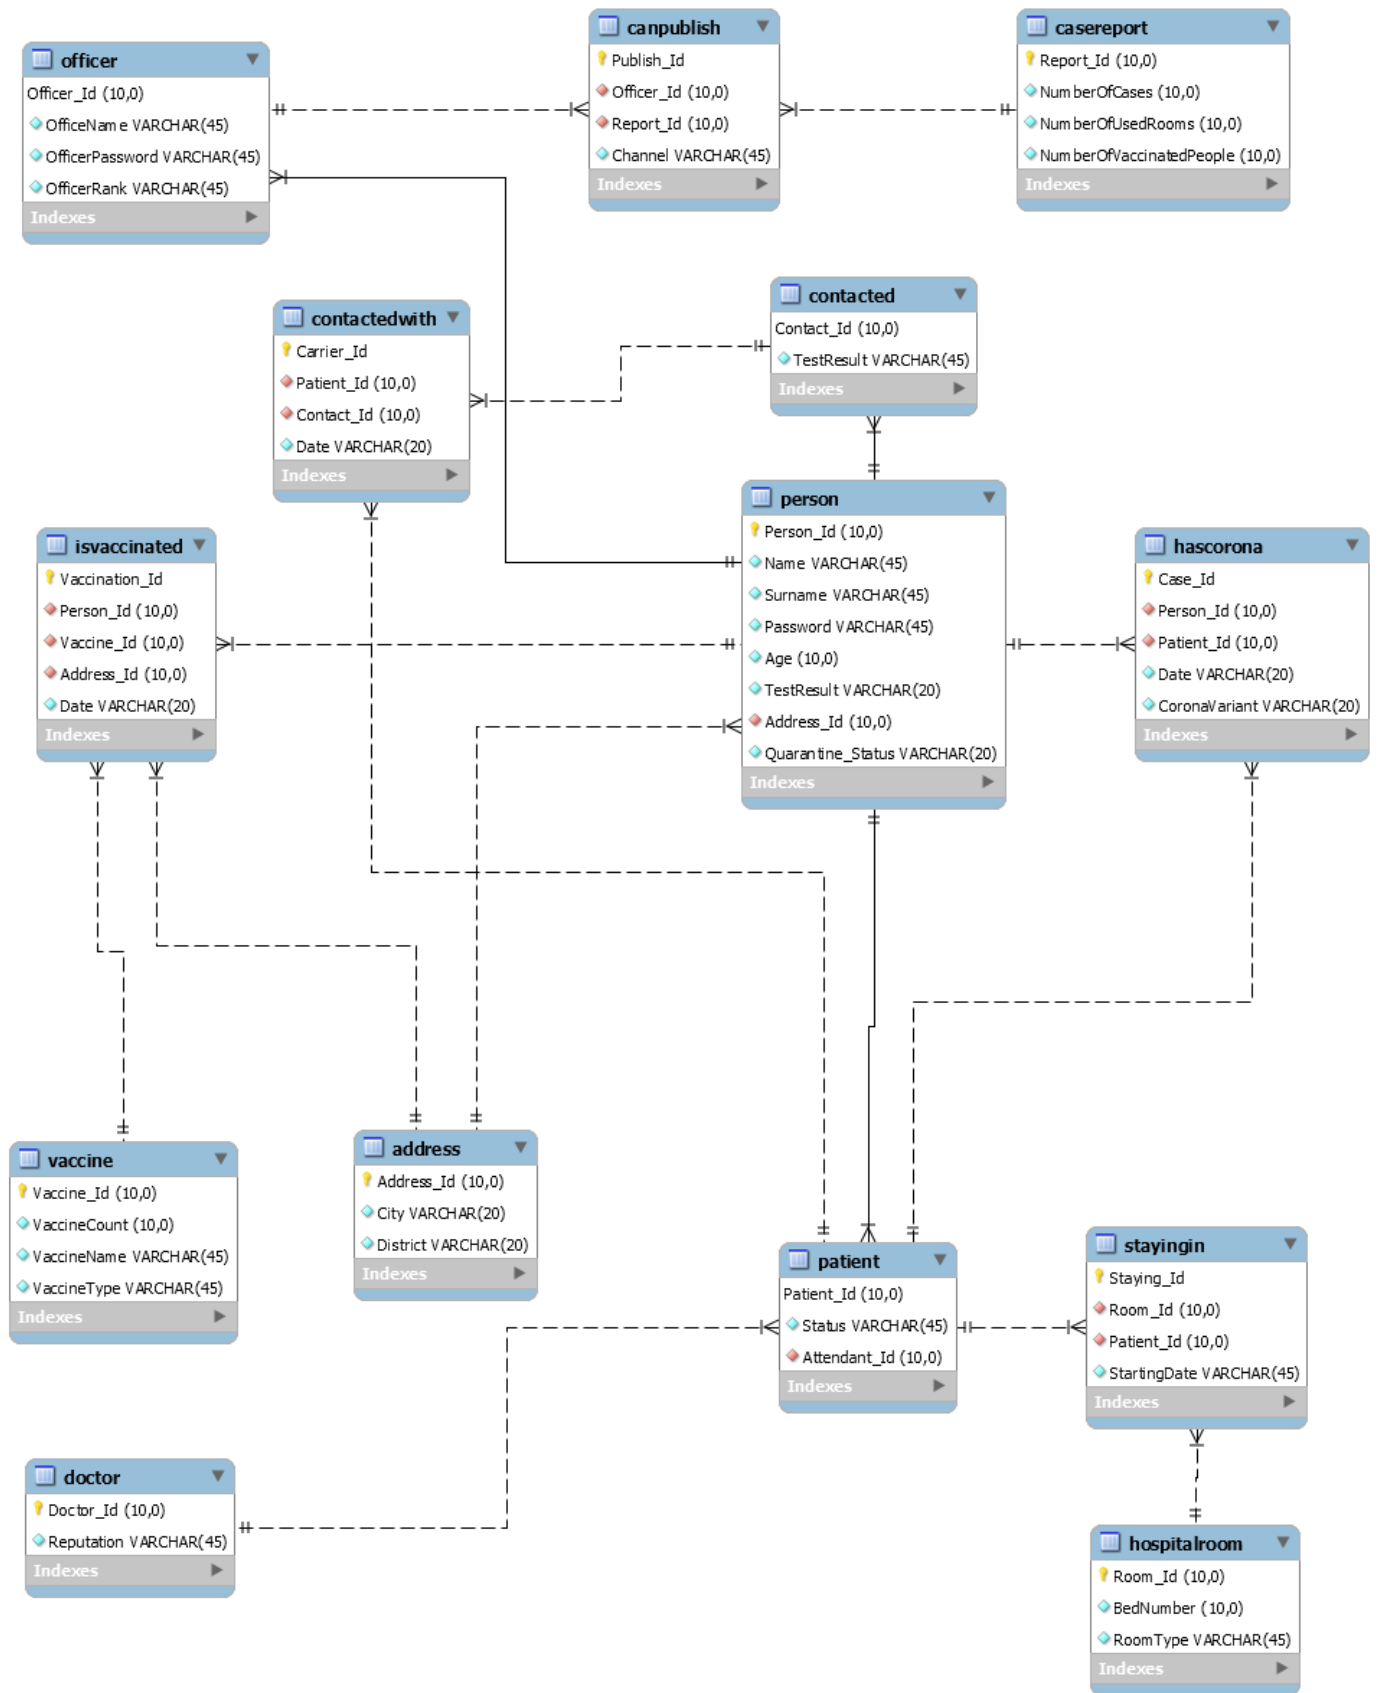 officer
Officer_Id (10,0)
OfficeName VARCHAR(45)
OfficerPassword VARCHAR(45)
OfficerRank VARCHAR(45)
Indexes
canpublish
Publish_Id
Officer_Id (10,0)
Report_Id (10,0)
Channel VARCHAR(45)
Indexes
casereport
Report_Id (10,0)
NumberOfCases (10,0)
NumberOfUsedRooms (10,0)
NumberOfVaccinatedPeople (10,0)
Indexes
contactedwith
Carrier_Id
Patient_Id (10,0)
Contact_Id (10,0)
Date VARCHAR(20)
Indexes
contacted
Contact_Id (10,0)
TestResult VARCHAR(45)
Indexes
isvaccinated
Vaccination_Id
Person_Id (10,0)
Vaccine_Id (10,0)
Address_Id (10,0)
Date VARCHAR(20)
Indexes
person
Person_Id (10,0)
Name VARCHAR(45)
Surname VARCHAR(45)
Password VARCHAR(45)
Age (10,0)
TestResult VARCHAR(20)
Address_Id (10,0)
Quarantine_Status VARCHAR(20)
Indexes
hascorona
Case_Id
Person_Id (10,0)
Patient_Id (10,0)
Date VARCHAR(20)
CoronaVariant VARCHAR(20)
Indexes
vaccine
Vaccine_Id (10,0)
VaccineCount (10,0)
VaccineName VARCHAR(45)
VaccineType VARCHAR(45)
Indexes
address
Address_Id (10,0)
City VARCHAR(20)
District VARCHAR(20)
Indexes
patient
Patient_Id (10,0)
Status VARCHAR(45)
Attendant_Id (10,0)
Indexes
stayingin
Staying_Id
Room_Id (10,0)
Patient_Id (10,0)
StartingDate VARCHAR(45)
Indexes
doctor
Doctor_Id (10,0)
Reputation VARCHAR(45)
Indexes
hospitalroom
Room_Id (10,0)
BedNumber (10,0)
RoomType VARCHAR(45)
Indexes